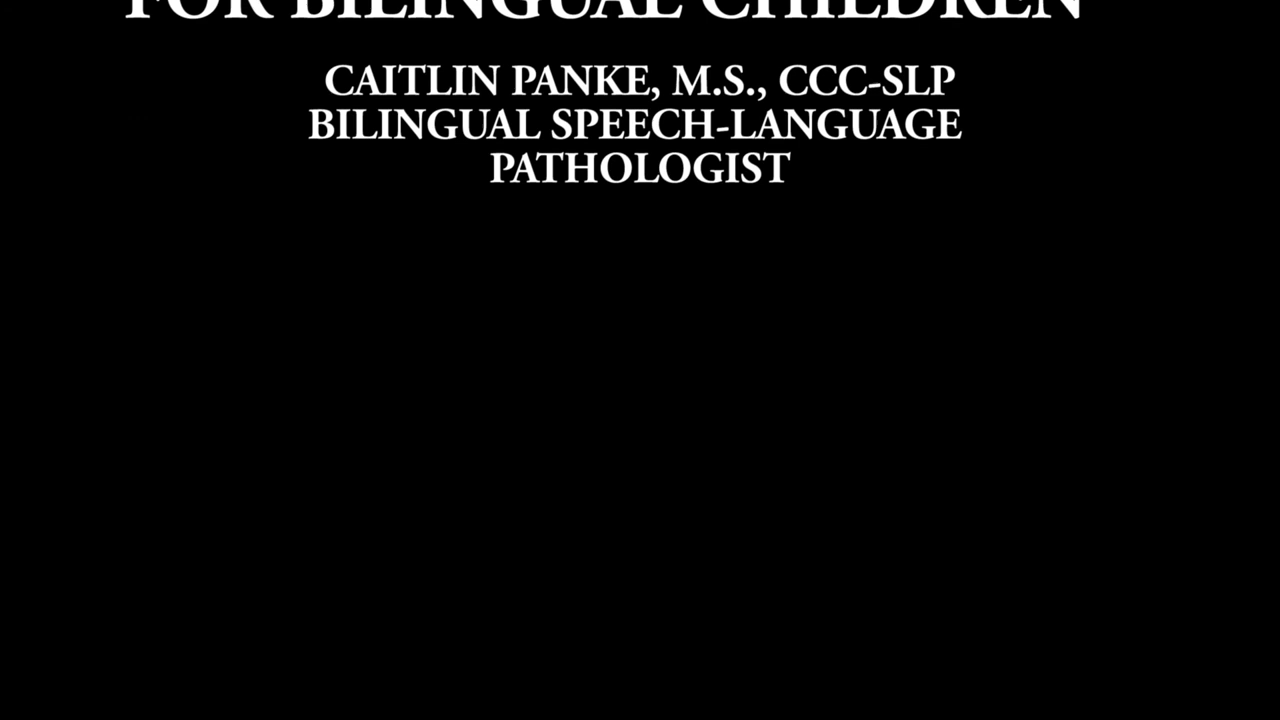 FOR BILINGUAL CHILDREN
CAITLIN PANKE, M.S., CCC-SLP
BILINGUAL SPEECH-LANGUAGE
PATHOLOGIST